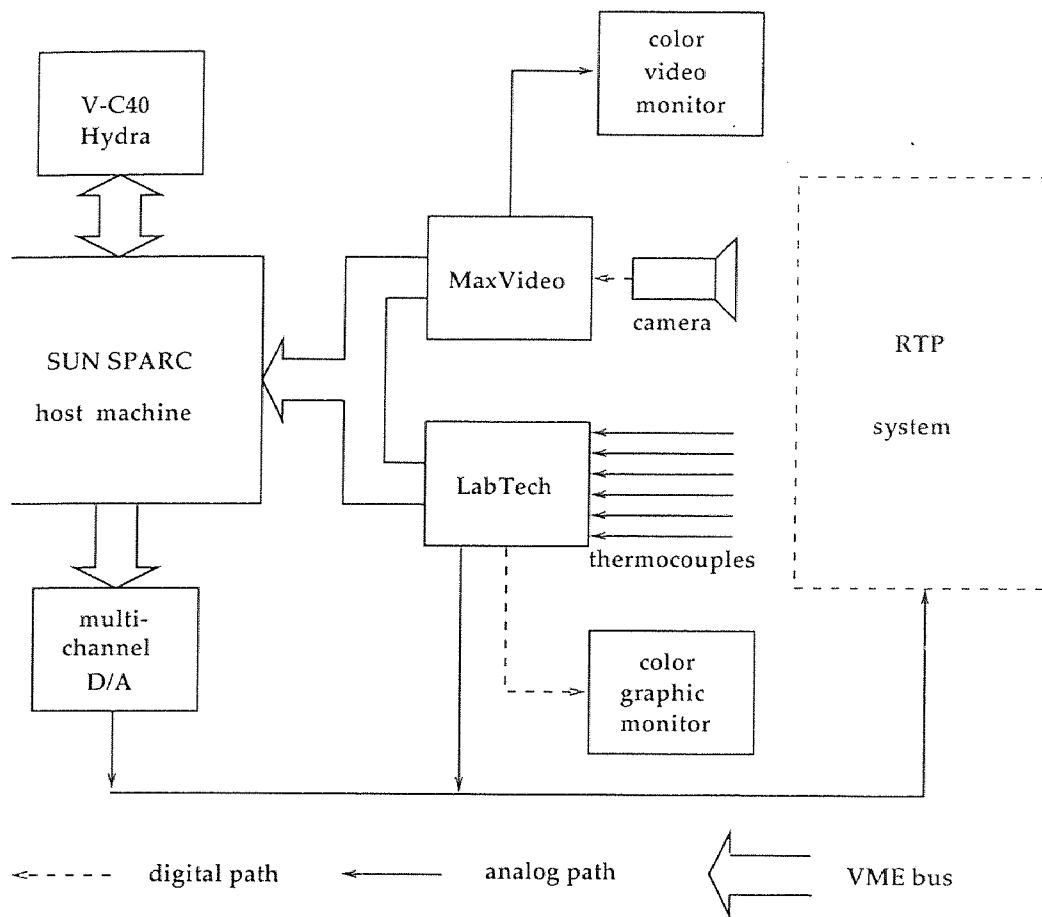 color
video
monitor
V-C40
Hydra
MaxVideo
camera
SUN SPARC
host machine
RTP
system
LabTech
thermocouples
multi-
channel
D/A
color
graphic
monitor
digital path
analog path
VME bus